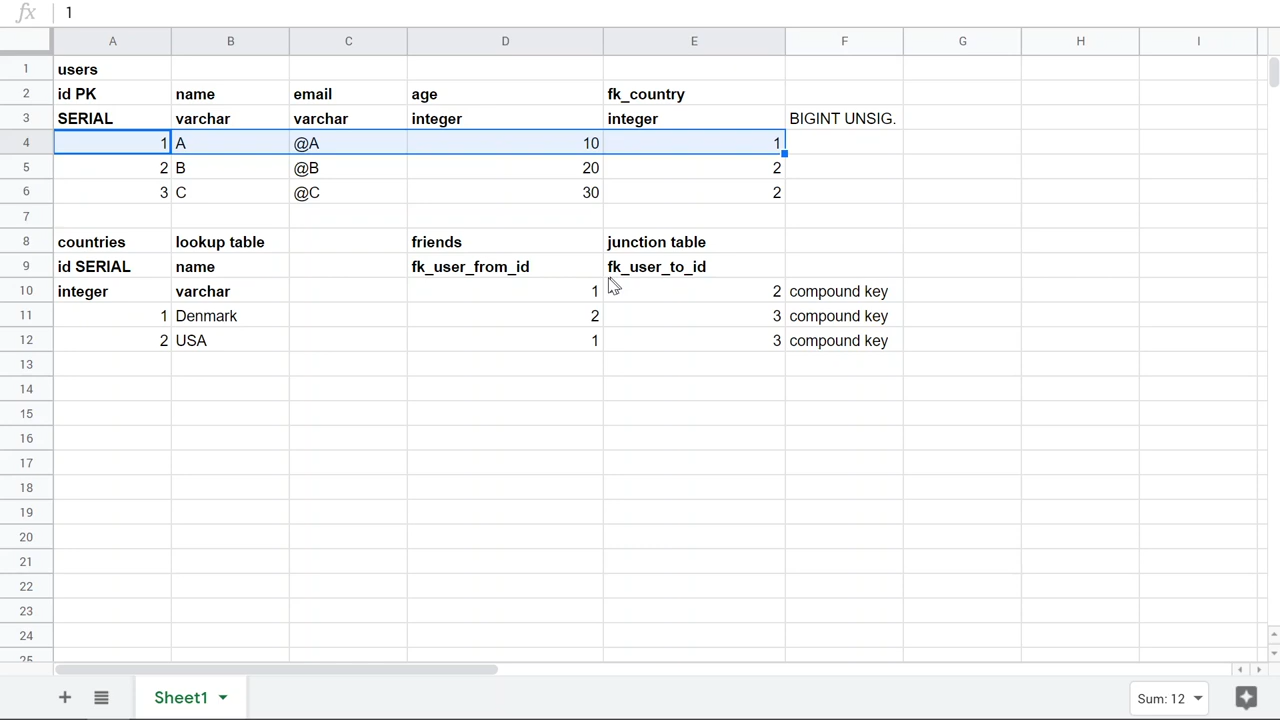 fx 1
A B C D E F G H I
1 users
2 id PK name email age fk_country
3 SERIAL varchar varchar integer integer BIGINT UNSIG.
4 1 A @A 10 1
5 2 B @B 20 2
6 3 C @C 30 2
7
8 countries lookup table friends junction table
9 id SERIAL name fk_user_from_id fk_user_to_id
10 integer varchar 1 2 compound key
11 1 Denmark 2 3 compound key
12 2 USA 1 3 compound key
13
14
15
16
17
18
19
20
21
22
23
24
25
+ Sheet1 Sum: 12